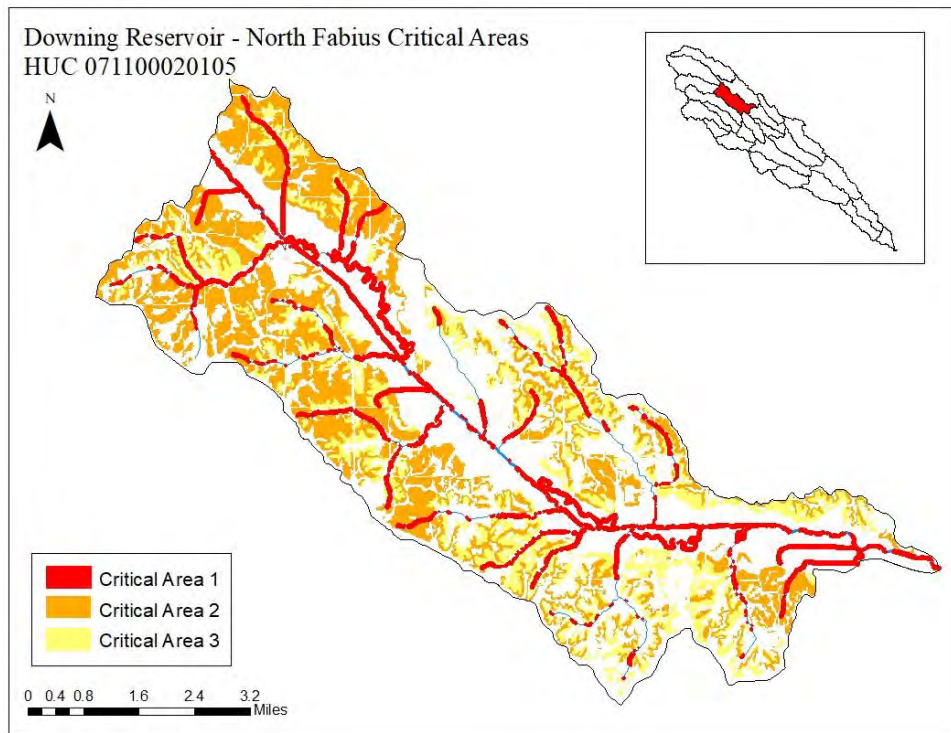 Downing Reservoir - North Fabius Critical Areas
HUC 071100020105
N
Critical Area 1
Critical Area 2
Critical Area 3
0 0.4 0.8 1.6 2.4 3.2
Miles